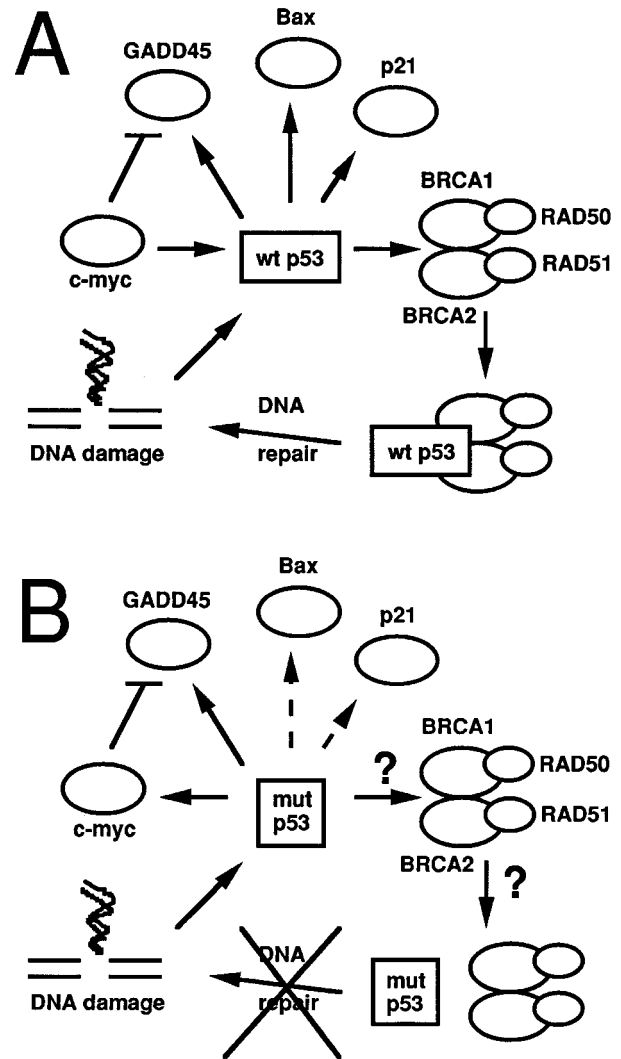 A
Bax
GADD45
p21
BRCA1
RAD50
wt p53
RAD51
c-myc
BRCA2
DNA
repair
wt p53
DNA damage
B
Bax
GADD45
p21
BRCA1
?
RAD50
mut
p53
RAD51
c-myc
BRCA2
?
DNA
repair
mut
p53
DNA damage